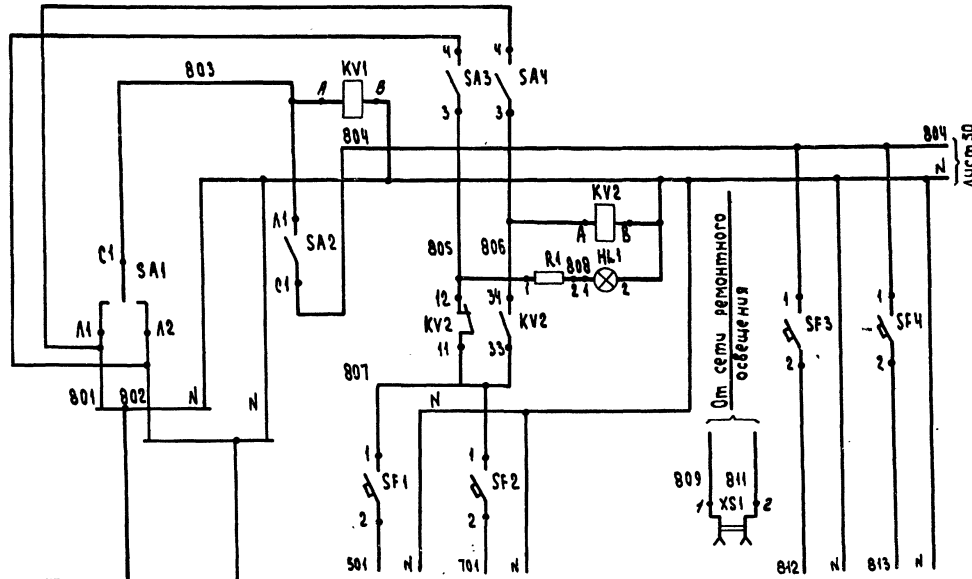 803
KV1
A
B
4
SA3
3
4
SA4
3
804
804
N
Лист 30
Л1
SA2
C1
C1
SA1
Л1
Л2
805
806
KV2
A
B
R1
1
2
808
HL1
1
2
12
KV2
11
34
KV2
33
807
801
802
N
N
N
1
SF1
2
1
SF2
2
501
N
701
N
От сети ремонтного
освещения
809
811
1
XS1
2
1
SF3
2
1
SF4
2
812
N
813
N